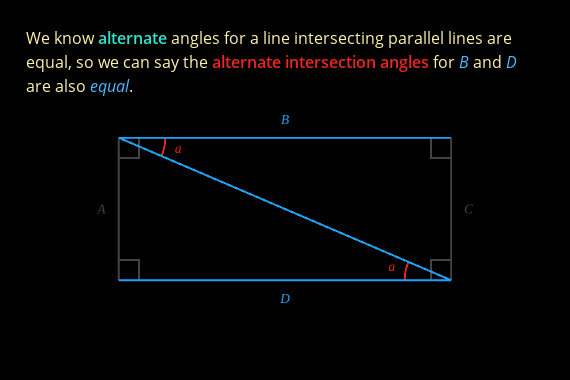 We know alternate angles for a line intersecting parallel lines are
equal, so we can say the alternate intersection angles for B and D
are also equal.
B
a
A
C
a
D